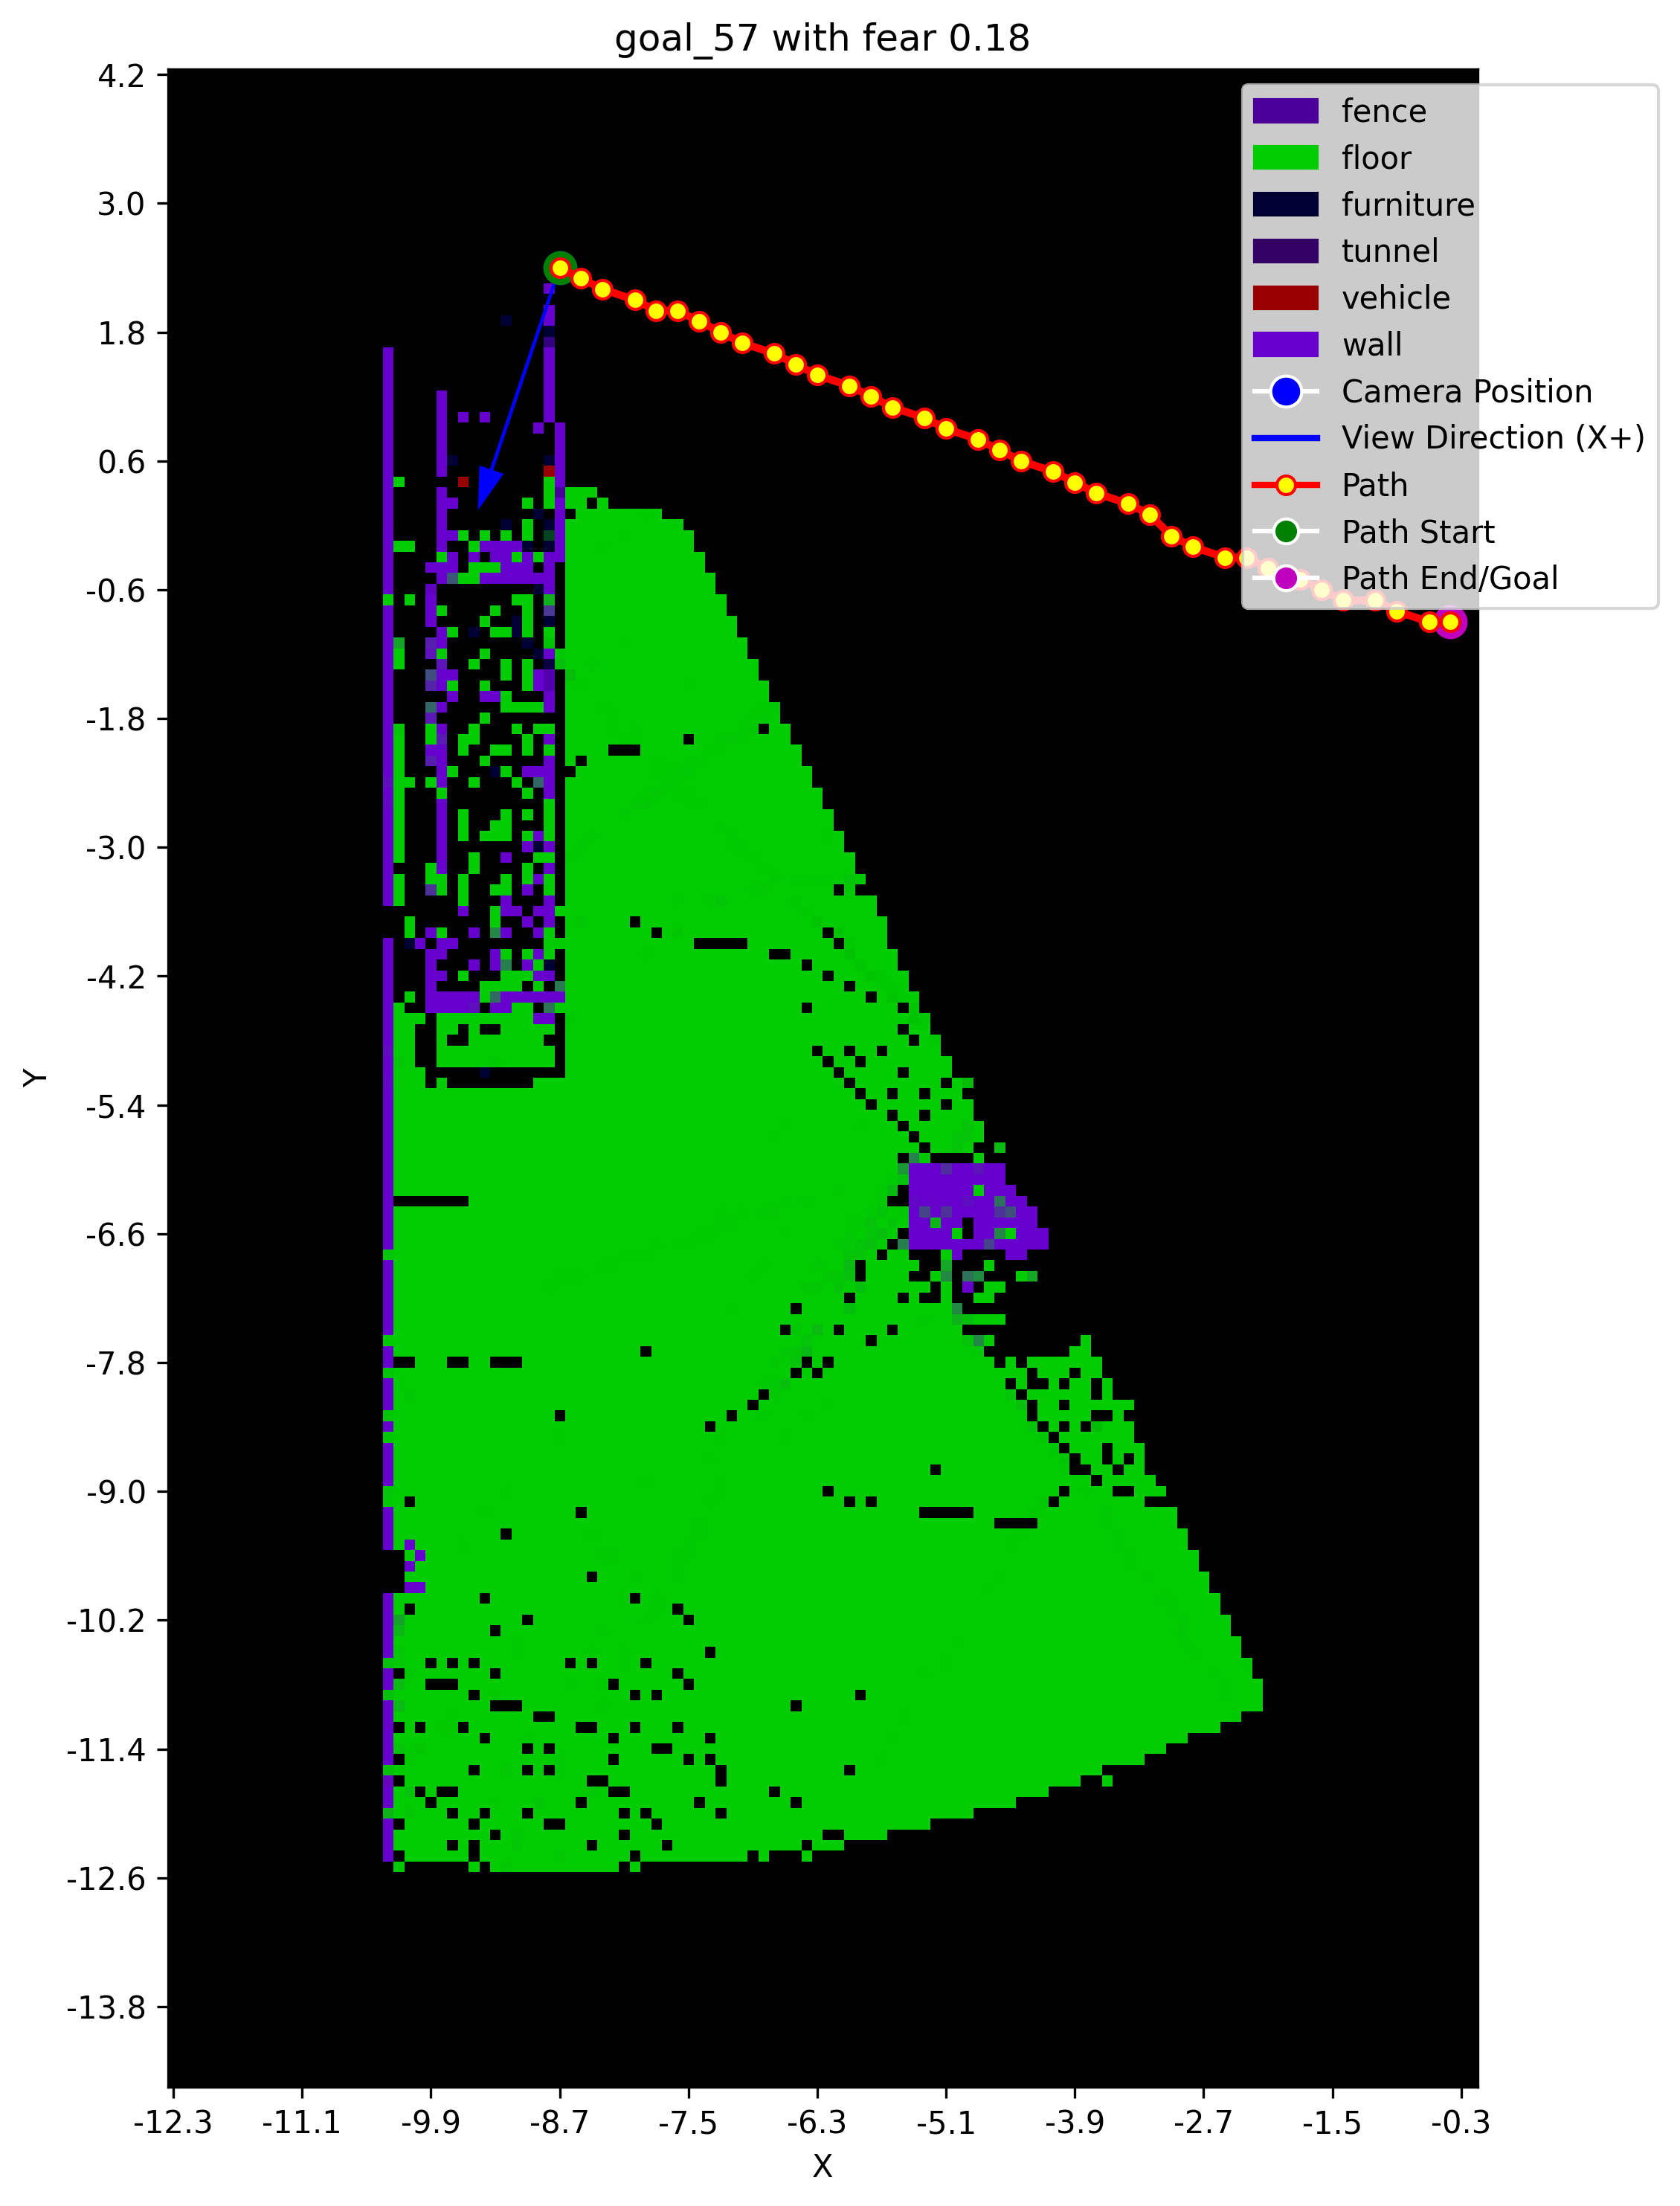 goal_57 with fear 0.18
4.2
3.0
1.8
0.6
-0.6
-1.8
-3.0
-4.2
-5.4
-6.6
-7.8
-9.0
-10.2
-11.4
-12.6
-13.8
Y
fence
floor
furniture
tunnel
vehicle
wall
Camera Position
View Direction (X+)
Path
Path Start
Path End/Goal
-12.3 -11.1 -9.9 -8.7 -7.5 -6.3 -5.1 -3.9 -2.7 -1.5 -0.3
X